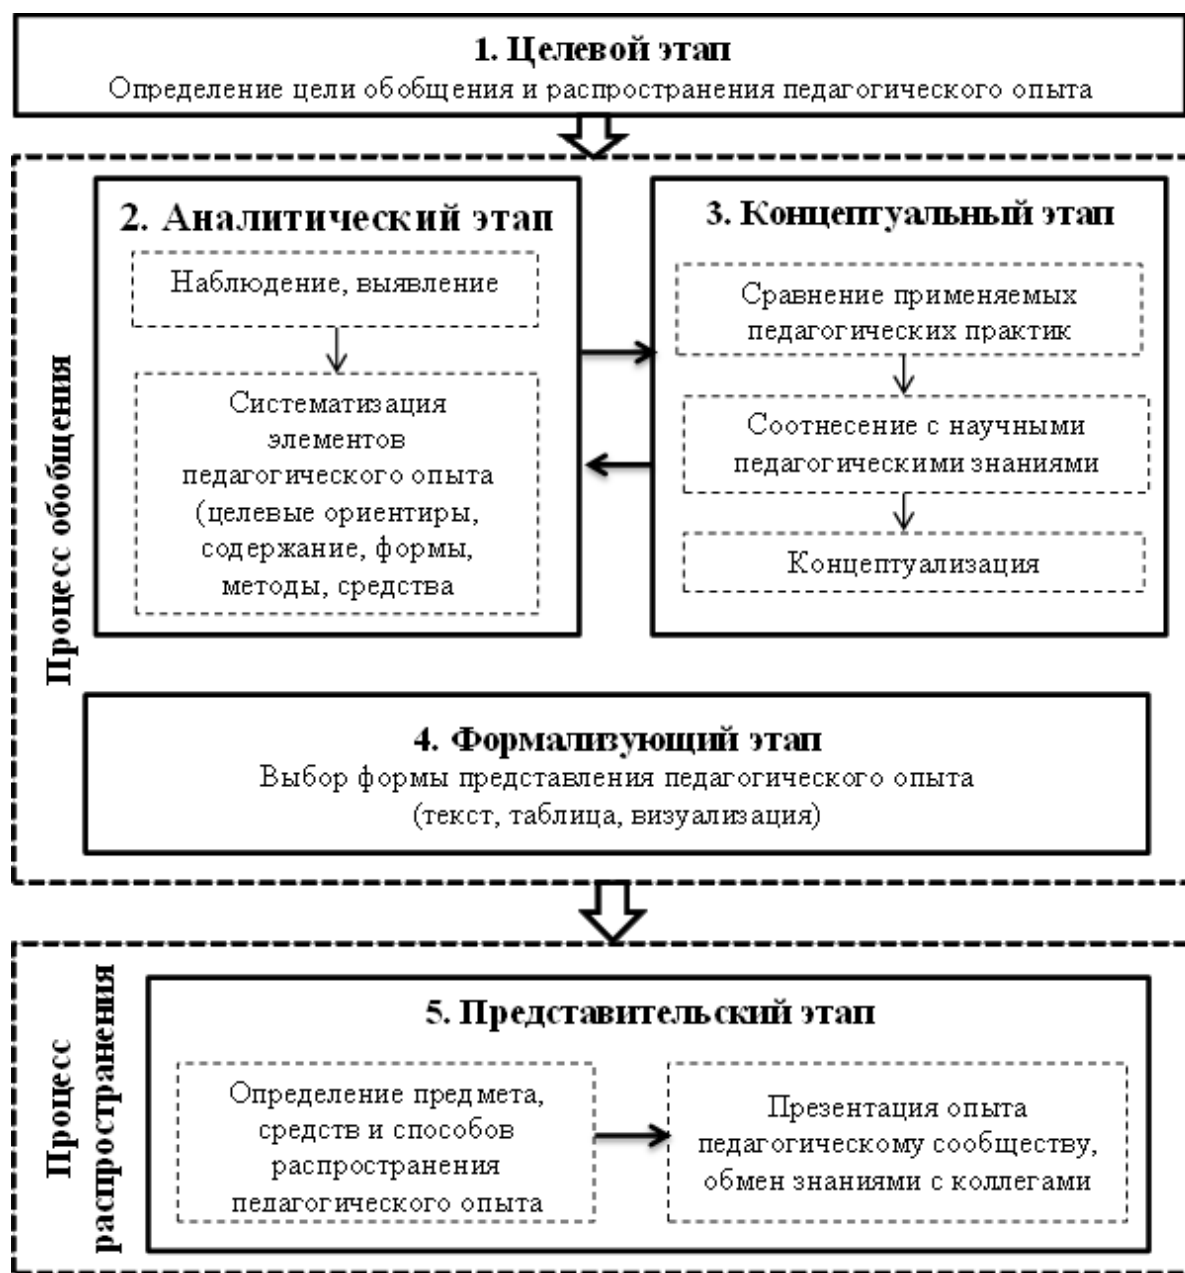 1. Целевой этап
Определение цели обобщения и распространения педагогического опыта
Процесс обобщения
2. Аналитический этап
Наблюдение, выявление
Систематизация
элементов
педагогического опыта
(целевые ориентиры,
содержание, формы,
методы, средства
3. Концептуальный этап
Сравнение применяемых
педагогических практик
Соотнесение с научными
педагогическими знаниями
Концептуализация
4. Формализующий этап
Выбор формы представления педагогического опыта
(текст, таблица, визуализация)
Процесс
распространения
5. Представительский этап
Определение предмета,
средств и способов
распространения
педагогического опыта
Презентация опыта
педагогическому сообществу,
обмен знаниями с коллегами